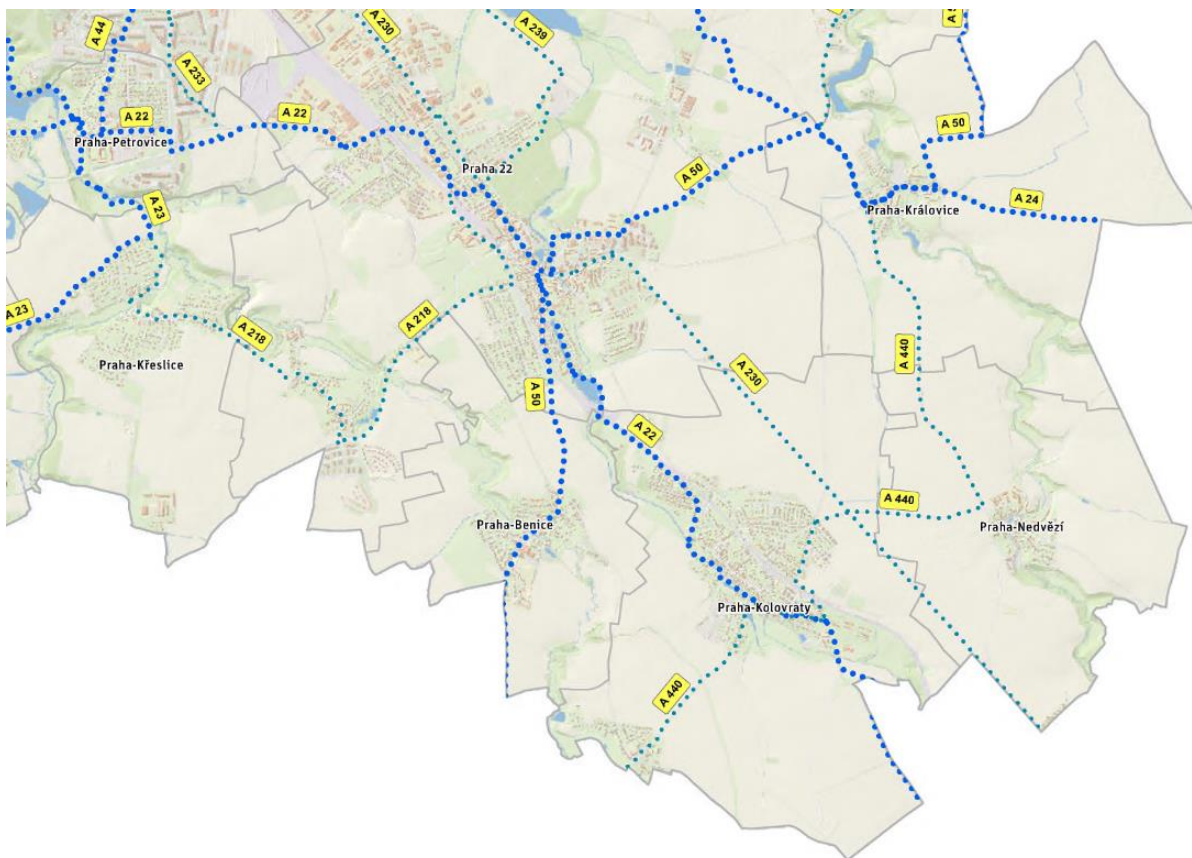 A 44
A 230
A 239
A 233
A 22
A 22
Praha-Petrovice
Praha 22
A 50
A 50
A 23
Praha-Královice
A 24
A 23
A 218
A 218
Praha-Křeslice
A 440
A 230
A 50
A 22
A 440
Praha-Benice
Praha-Nedvězí
Praha-Kolovraty
A 440